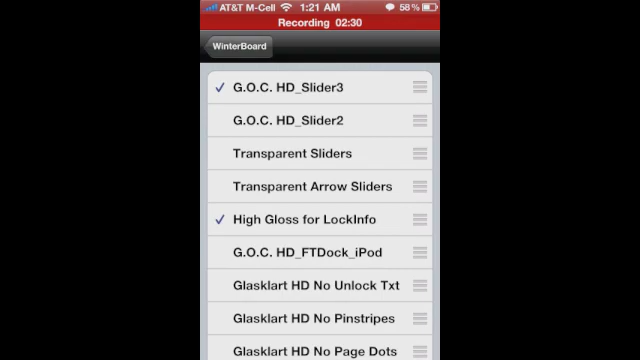 AT&T M-Cell 1:21 AM 58 %
Recording 02:30
WinterBoard
G.O.C. HD_Slider3
G.O.C. HD_Slider2
Transparent Sliders
Transparent Arrow Sliders
High Gloss for LockInfo
G.O.C. HD_FTDock_iPod
Glasklart HD No Unlock Txt
Glasklart HD No Pinstripes
Glasklart HD No Page Dots